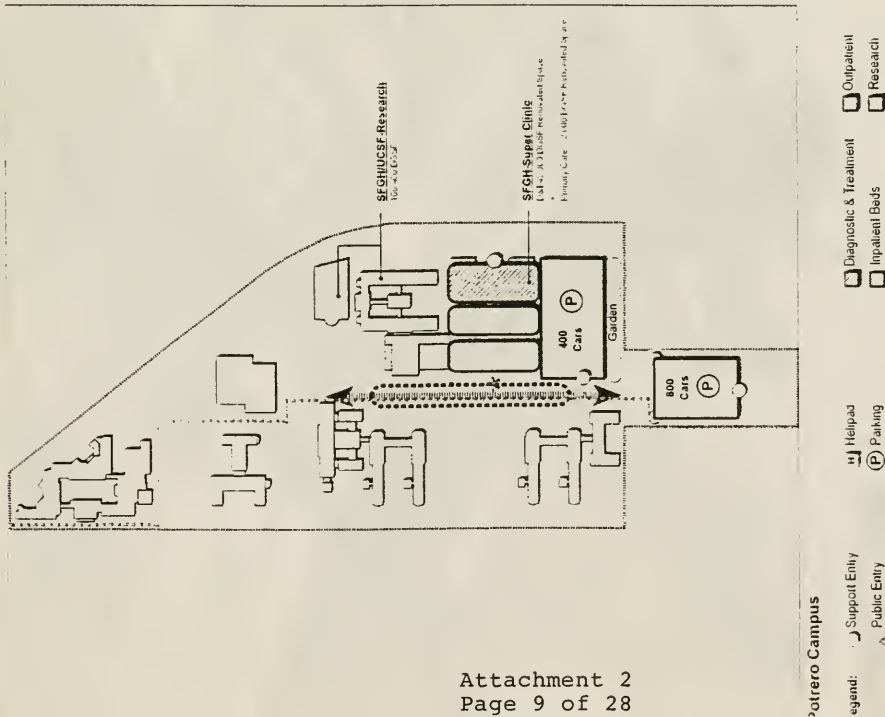 SFGH/UCSF-Research
SFGH Super Clinic
400
Cars
P
Garden
800
Cars
P
Potrero Campus
egend:
Support Entry
Public Entry
Helipad
P Parking
Diagnostic & Treatment
Inpatient Beds
Outpatient
Research
Attachment 2
Page 9 of 28